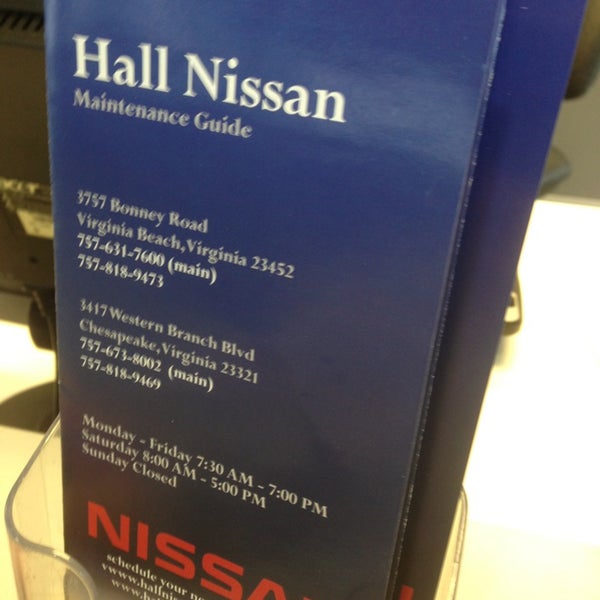 Hall Nissan
Maintenance Guide
3757 Bonney Road
Virginia Beach, Virginia 23452
757-631-7600 (main)
757-818-9473
3417 Western Branch Blvd
Chesapeake, Virginia 23321
757-673-8002 (main)
757-818-9469
Monday - Friday 7:30 AM - 7:00 PM
Saturday 8:00 AM - 5:00 PM
Sunday Closed
NISSAN
schedule your